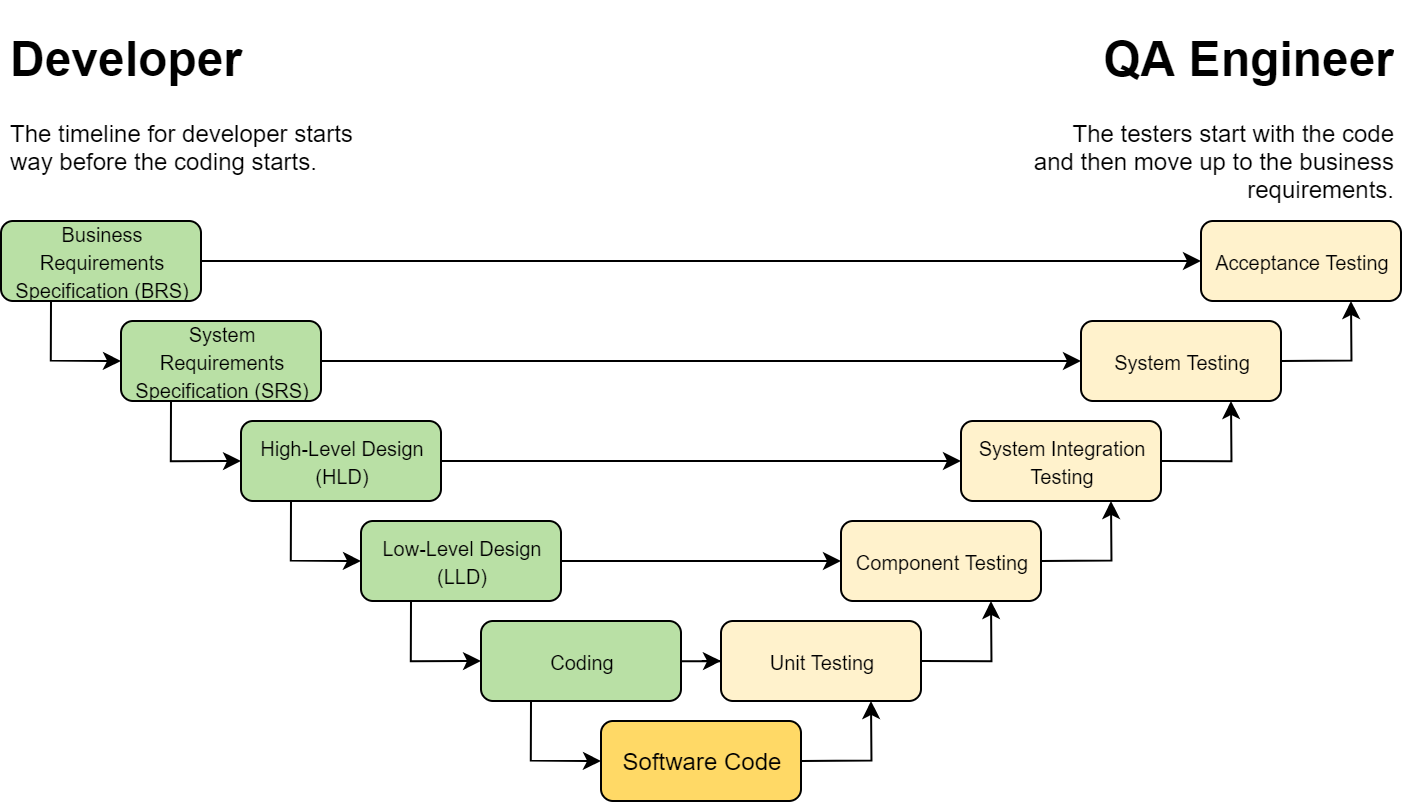 Developer
QA Engineer
The timeline for developer starts
way before the coding starts.
The testers start with the code
and then move up to the business
requirements.
Business
Requirements
Specification (BRS)
Acceptance Testing
System
Requirements
Specification (SRS)
System Testing
High-Level Design
(HLD)
System Integration
Testing
Low-Level Design
(LLD)
Component Testing
Coding
Unit Testing
Software Code